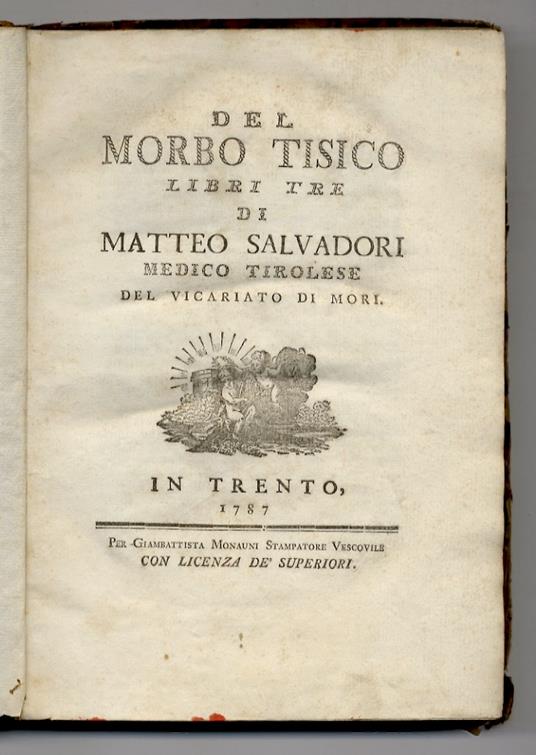 DEL
MORBO TISICO
LIBRI TRE
DI
MATTEO SALVADORI
MEDICO TIROLESE
DEL VICARIATO DI MORI.
IN TRENTO,
1787
PER GIAMBATTISTA MONAUNI STAMPATORE VESCOVILE
CON LICENZA DE' SUPERIORI.